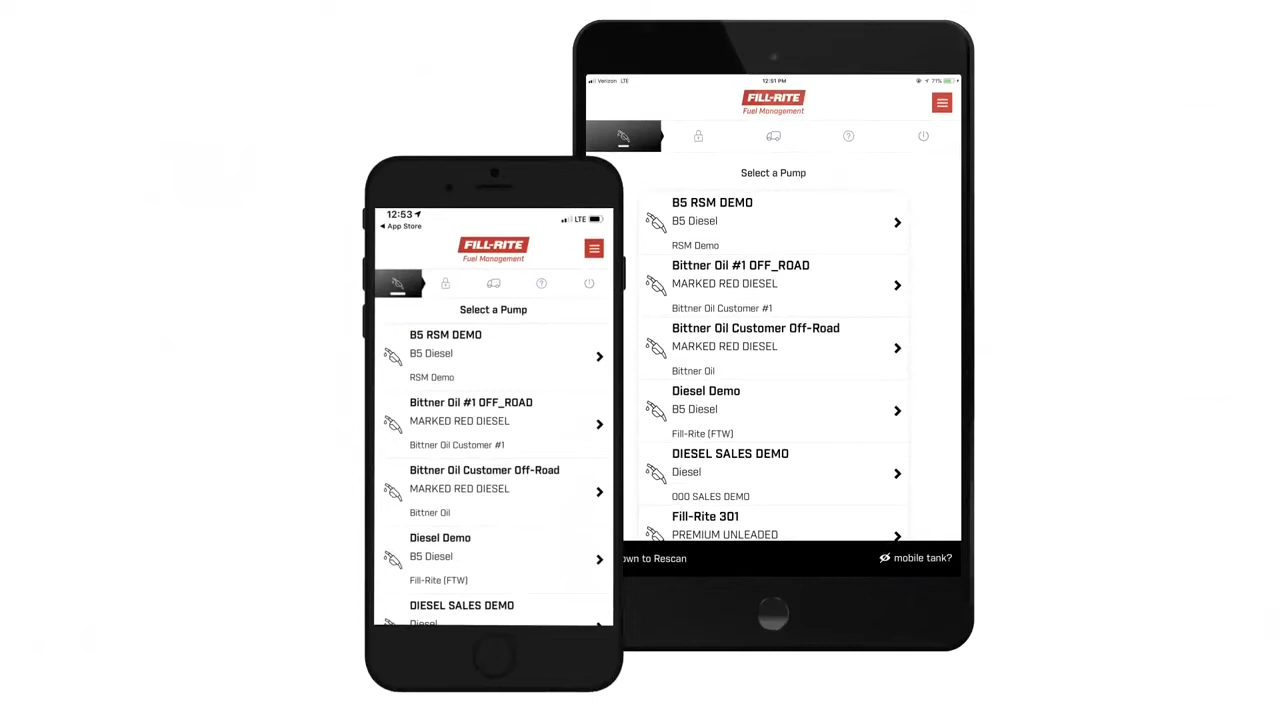 12:53
LTE
App Store
FILL-RITE
Fuel Management
Select a Pump
B5 RSM DEMO
B5 Diesel
RSM Demo
Bittner Oil #1 OFF_ROAD
MARKED RED DIESEL
Bittner Oil Customer #1
Bittner Oil Customer Off-Road
MARKED RED DIESEL
Bittner Oil
Diesel Demo
B5 Diesel
Fill-Rite (FTW)
DIESEL SALES DEMO
Diesel
Verizon LTE
12:51 PM
71%
FILL-RITE
Fuel Management
Select a Pump
B5 RSM DEMO
B5 Diesel
RSM Demo
Bittner Oil #1 OFF_ROAD
MARKED RED DIESEL
Bittner Oil Customer #1
Bittner Oil Customer Off-Road
MARKED RED DIESEL
Bittner Oil
Diesel Demo
B5 Diesel
Fill-Rite (FTW)
DIESEL SALES DEMO
Diesel
000 SALES DEMO
Fill-Rite 301
PREMIUM UNLEADED
own to Rescan
mobile tank?